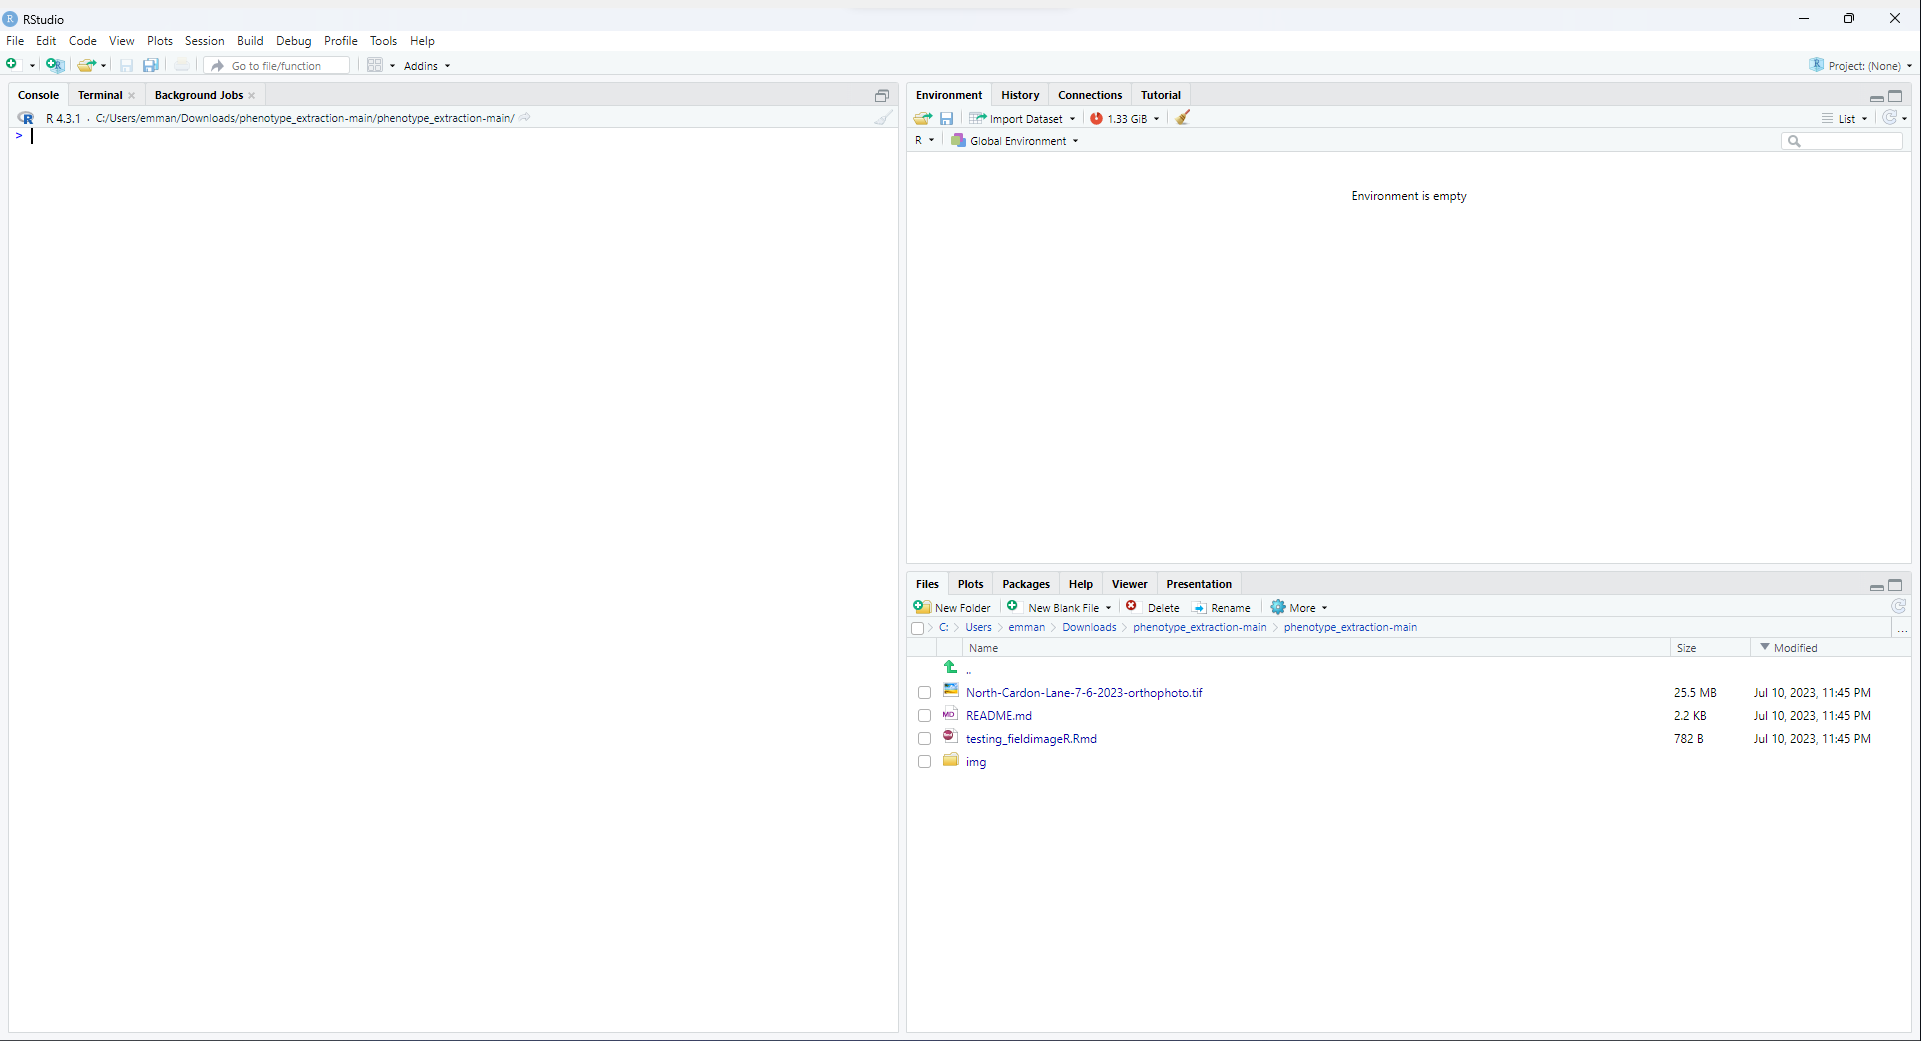 RStudio
File Edit Code View Plots Session Build Debug Profile Tools Help
Go to file/function Addins Project: (None)
Console Terminal Background Jobs
R 4.3.1 · C:/Users/emman/Downloads/phenotype_extraction-main/phenotype_extraction-main/
>
Environment History Connections Tutorial
Import Dataset 1.33 GiB List
R Global Environment
Environment is empty
Files Plots Packages Help Viewer Presentation
New Folder New Blank File Delete Rename More
C: Users emman Downloads phenotype_extraction-main phenotype_extraction-main ...
Name Size Modified
..
North-Cardon-Lane-7-6-2023-orthophoto.tif 25.5 MB Jul 10, 2023, 11:45 PM
README.md 2.2 KB Jul 10, 2023, 11:45 PM
testing_fieldimageR.Rmd 782 B Jul 10, 2023, 11:45 PM
img